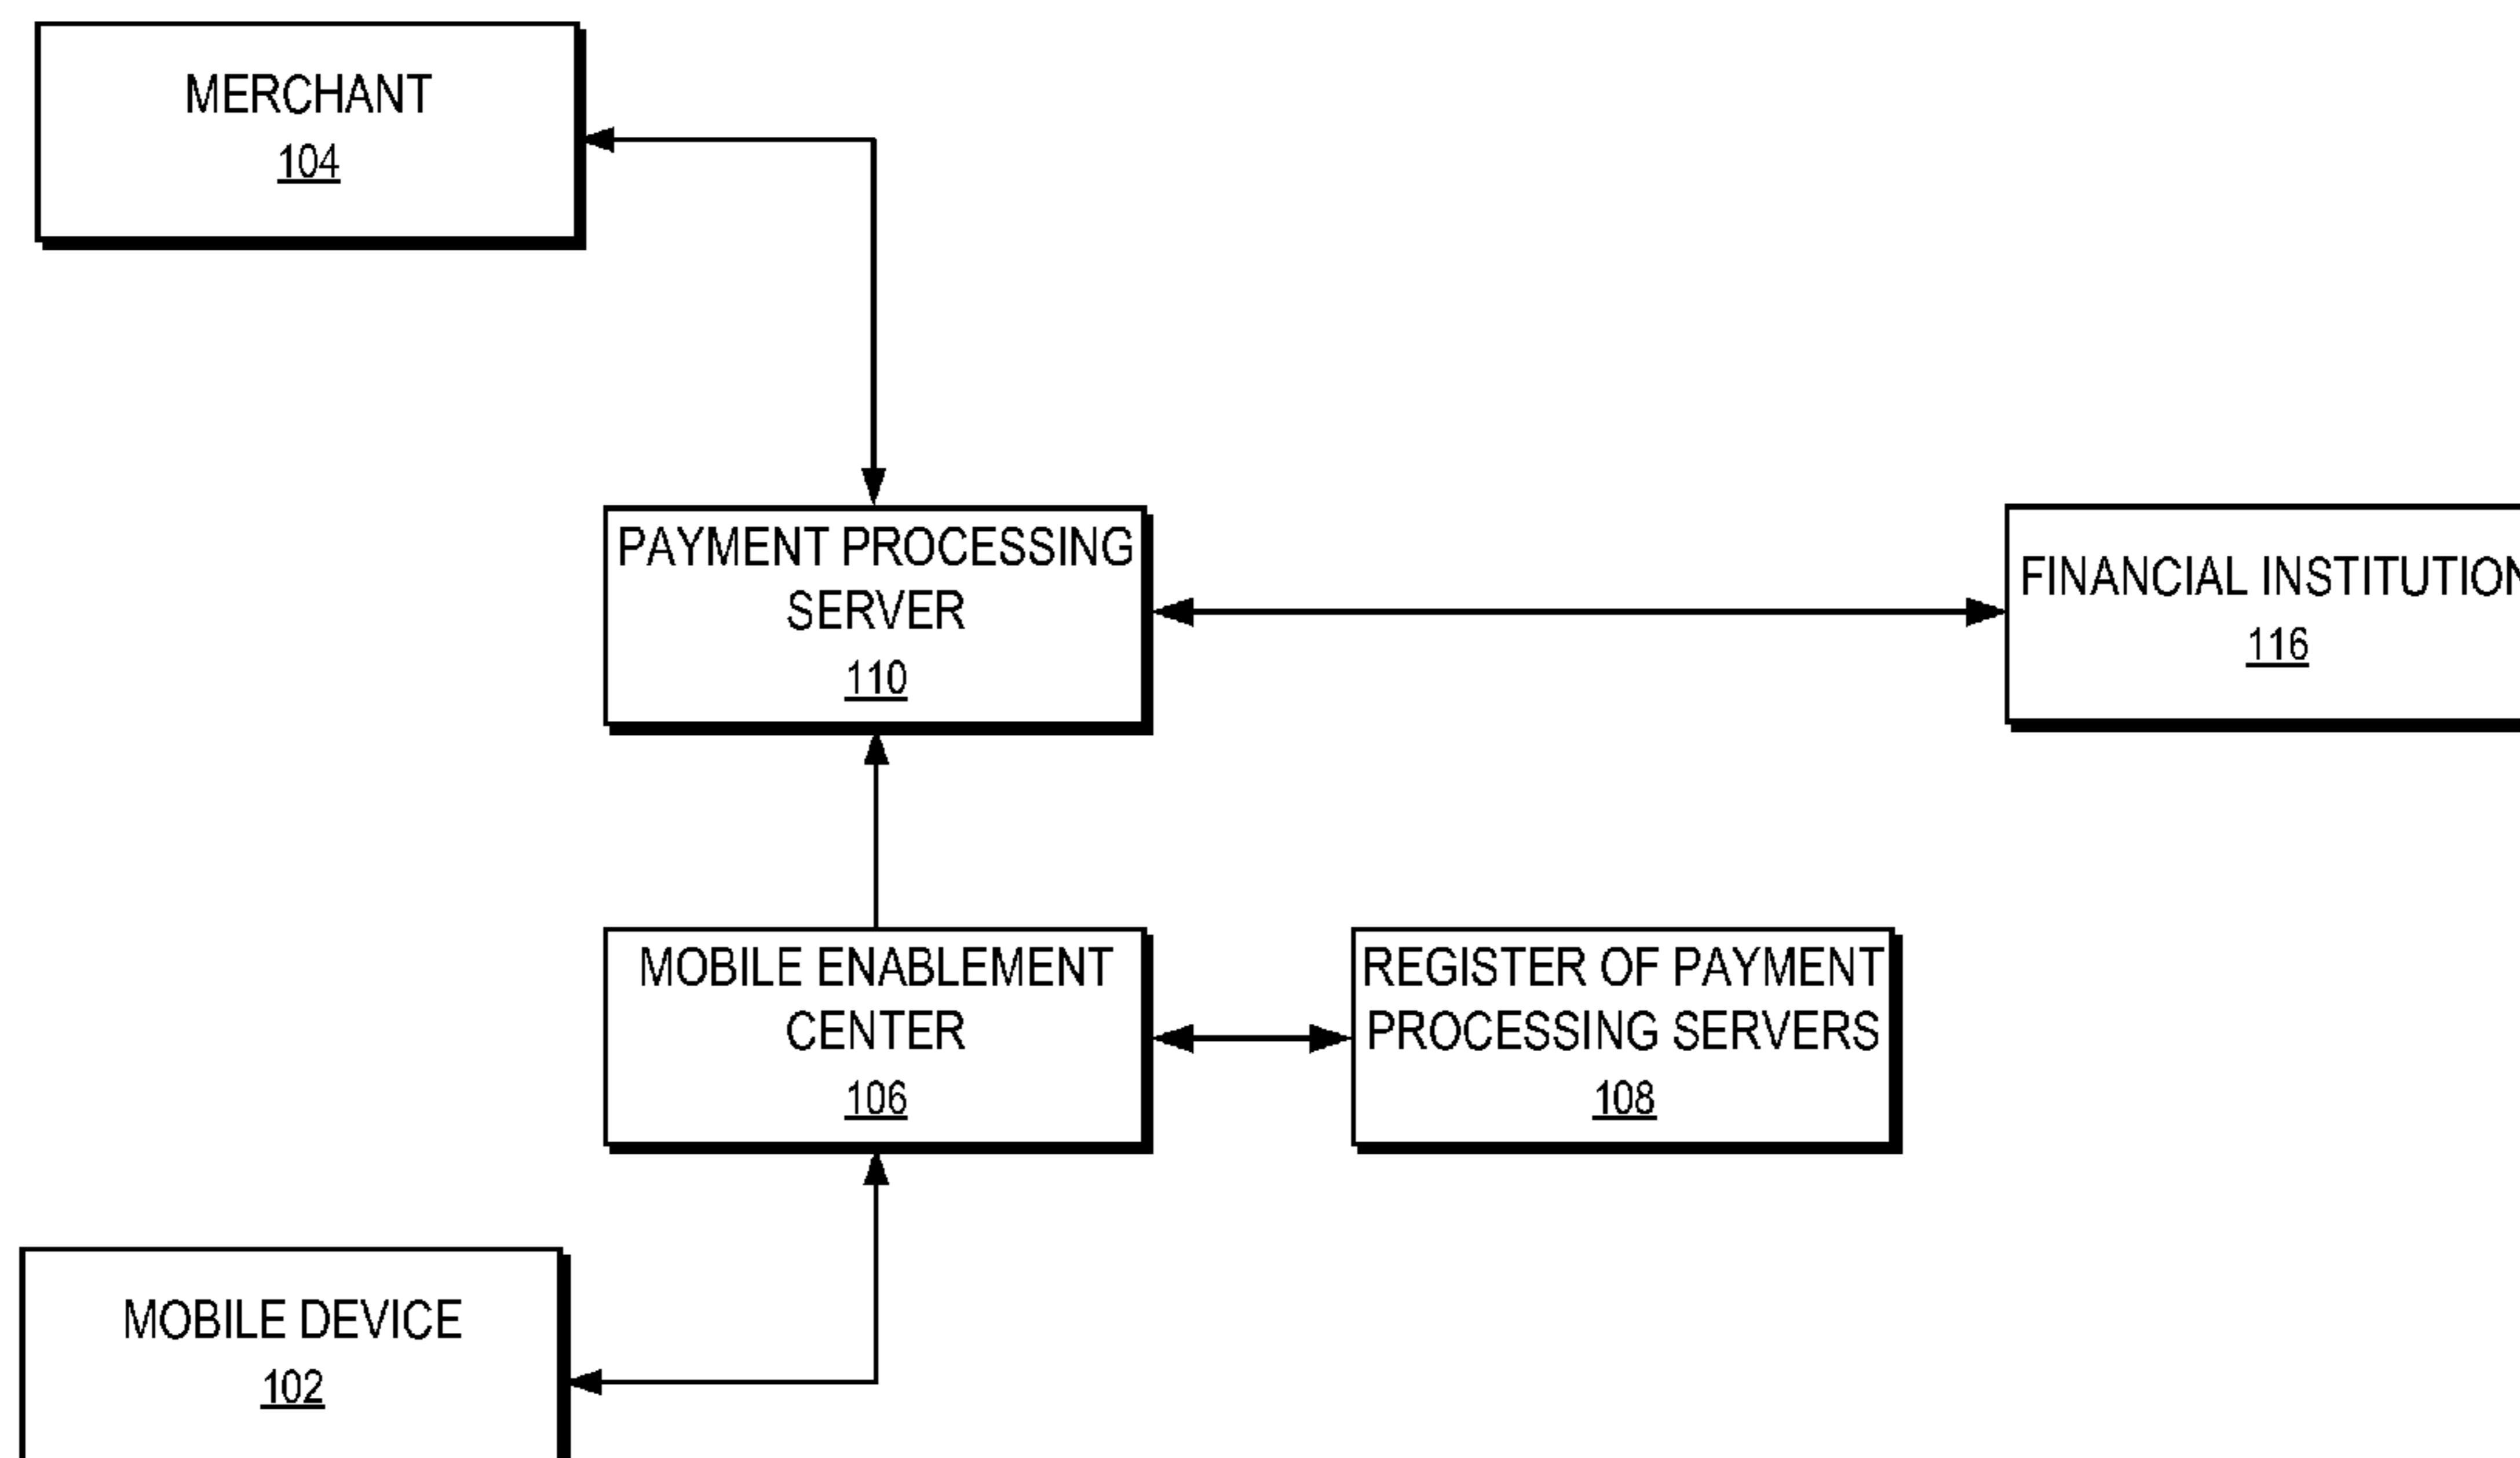 MERCHANT
104
PAYMENT PROCESSING
SERVER
110
FINANCIAL INSTITUTION
116
MOBILE ENABLEMENT
CENTER
106
REGISTER OF PAYMENT
PROCESSING SERVERS
108
MOBILE DEVICE
102